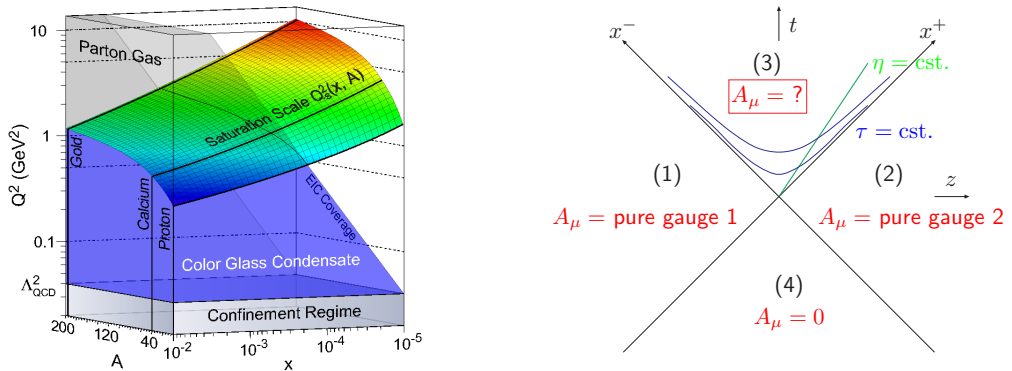 10
Parton Gas
Saturation Scale Q²s(x, A)
1
Gold
Q² (GeV²)
Calcium
Proton
EIC Coverage
0.1
Color Glass Condensate
Λ²QCD
Confinement Regime
200
120
40
A
10⁻²
10⁻³
10⁻⁴
10⁻⁵
x
x⁻
t
x⁺
(3)
η = cst.
Aμ = ?
τ = cst.
(1)
(2)
z
Aμ = pure gauge 1
Aμ = pure gauge 2
(4)
Aμ = 0